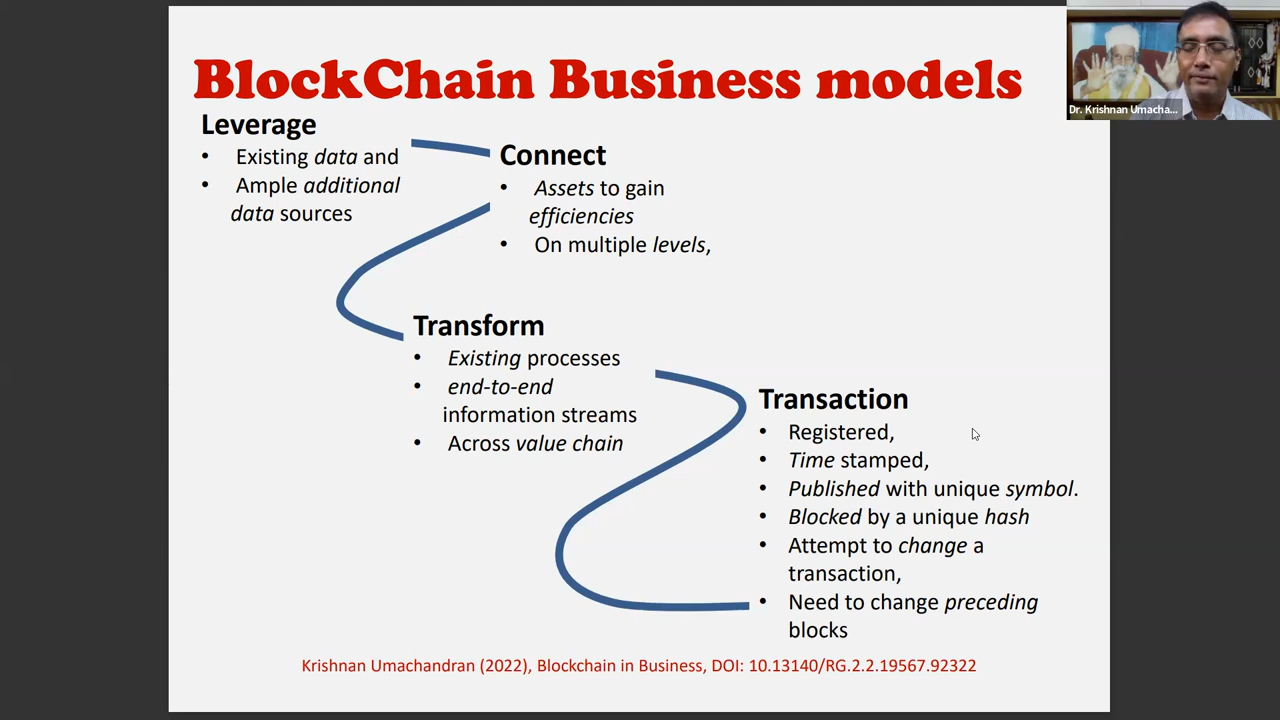 BlockChain Business models
Leverage
• Existing data and
• Ample additional
data sources
Connect
• Assets to gain
efficiencies
• On multiple levels,
Transform
• Existing processes
• end-to-end
information streams
• Across value chain
Transaction
• Registered,
• Time stamped,
• Published with unique symbol.
• Blocked by a unique hash
• Attempt to change a
transaction,
• Need to change preceding
blocks
Krishnan Umachandran (2022), Blockchain in Business, DOI: 10.13140/RG.2.2.19567.92322
Dr. Krishnan Umacha...